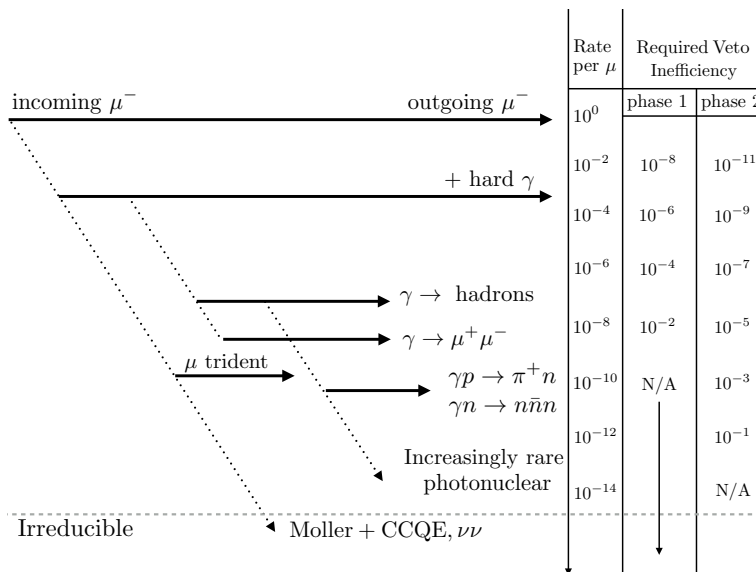 Rate per μ
Required Veto Inefficiency
phase 1
phase 2
incoming μ⁻
outgoing μ⁻
10⁰
10⁻² 10⁻⁸ 10⁻¹¹
+ hard γ
10⁻⁴ 10⁻⁶ 10⁻⁹
10⁻⁶ 10⁻⁴ 10⁻⁷
γ → hadrons
10⁻⁸ 10⁻² 10⁻⁵
γ → μ⁺μ⁻
μ trident
γp → π⁺n
10⁻¹⁰ N/A 10⁻³
γn → nn̄n
10⁻¹² 10⁻¹
Increasingly rare
photonuclear
10⁻¹⁴ N/A
Irreducible
Moller + CCQE, νν